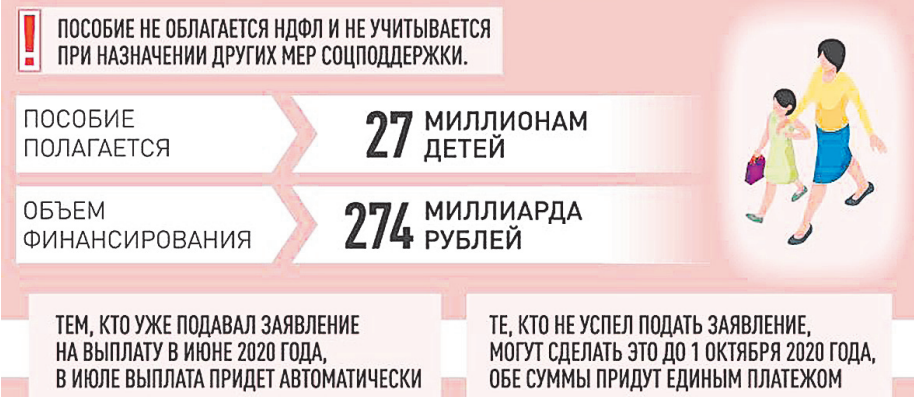 ! ПОСОБИЕ НЕ ОБЛАГАЕТСЯ НДФЛ И НЕ УЧИТЫВАЕТСЯ
ПРИ НАЗНАЧЕНИИ ДРУГИХ МЕР СОЦПОДДЕРЖКИ.
ПОСОБИЕ
ПОЛАГАЕТСЯ
27 МИЛЛИОНАМ
ДЕТЕЙ
ОБЪЕМ
ФИНАНСИРОВАНИЯ
274 МИЛЛИАРДА
РУБЛЕЙ
ТЕМ, КТО УЖЕ ПОДАВАЛ ЗАЯВЛЕНИЕ
НА ВЫПЛАТУ В ИЮНЕ 2020 ГОДА,
В ИЮЛЕ ВЫПЛАТА ПРИДЕТ АВТОМАТИЧЕСКИ
ТЕ, КТО НЕ УСПЕЛ ПОДАТЬ ЗАЯВЛЕНИЕ,
МОГУТ СДЕЛАТЬ ЭТО ДО 1 ОКТЯБРЯ 2020 ГОДА,
ОБЕ СУММЫ ПРИДУТ ЕДИНЫМ ПЛАТЕЖОМ